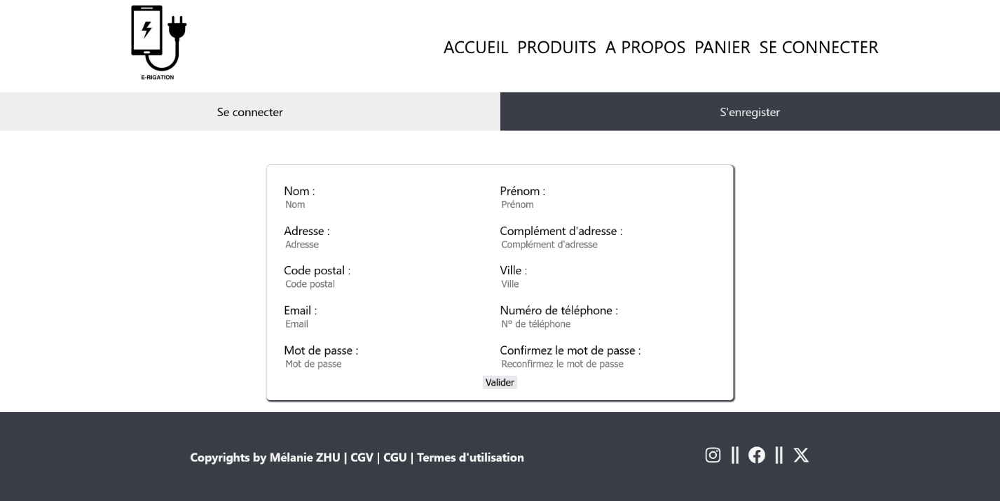 E-RIGATION
ACCUEIL PRODUITS A PROPOS PANIER SE CONNECTER
Se connecter
S'enregister
Nom :
Nom
Prénom :
Prénom
Adresse :
Adresse
Complément d'adresse :
Complément d'adresse
Code postal :
Code postal
Ville :
Ville
Email :
Email
Numéro de téléphone :
N° de téléphone
Mot de passe :
Mot de passe
Confirmez le mot de passe :
Reconfirmez le mot de passe
Valider
Copyrights by Mélanie ZHU | CGV | CGU | Termes d'utilisation